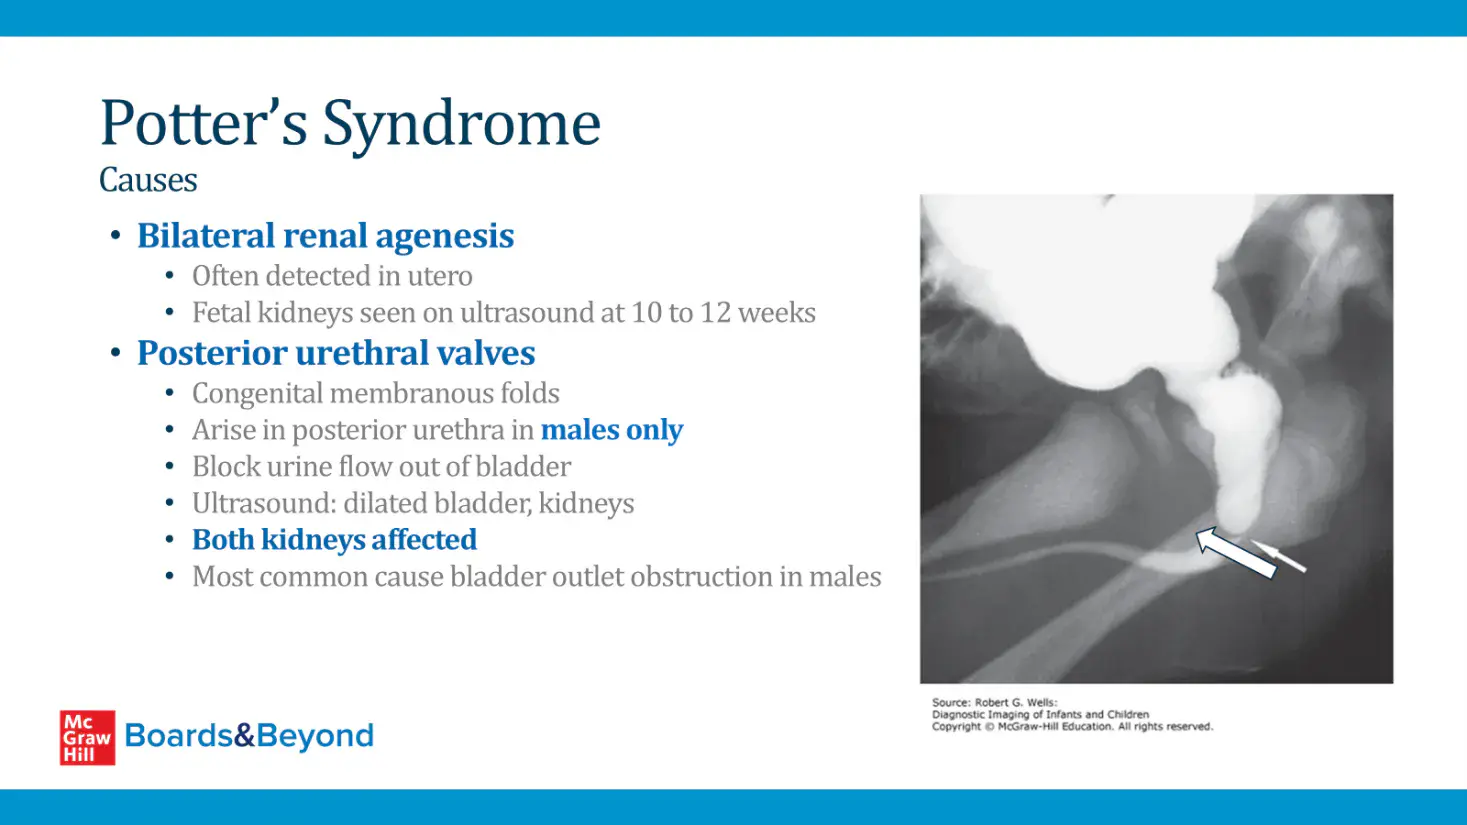 Potter's Syndrome
Causes
• Bilateral renal agenesis
• Often detected in utero
• Fetal kidneys seen on ultrasound at 10 to 12 weeks
• Posterior urethral valves
• Congenital membranous folds
• Arise in posterior urethra in males only
• Block urine flow out of bladder
• Ultrasound: dilated bladder, kidneys
• Both kidneys affected
• Most common cause bladder outlet obstruction in males
Source: Robert G. Wells:
Diagnostic Imaging of Infants and Children
Copyright © McGraw-Hill Education. All rights reserved.
Mc
Graw
Hill
Boards&Beyond